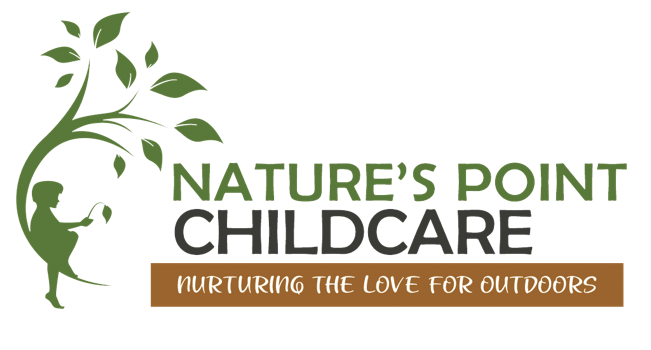 NATURE'S POINT
CHILDCARE
NURTURING THE LOVE FOR OUTDOORS